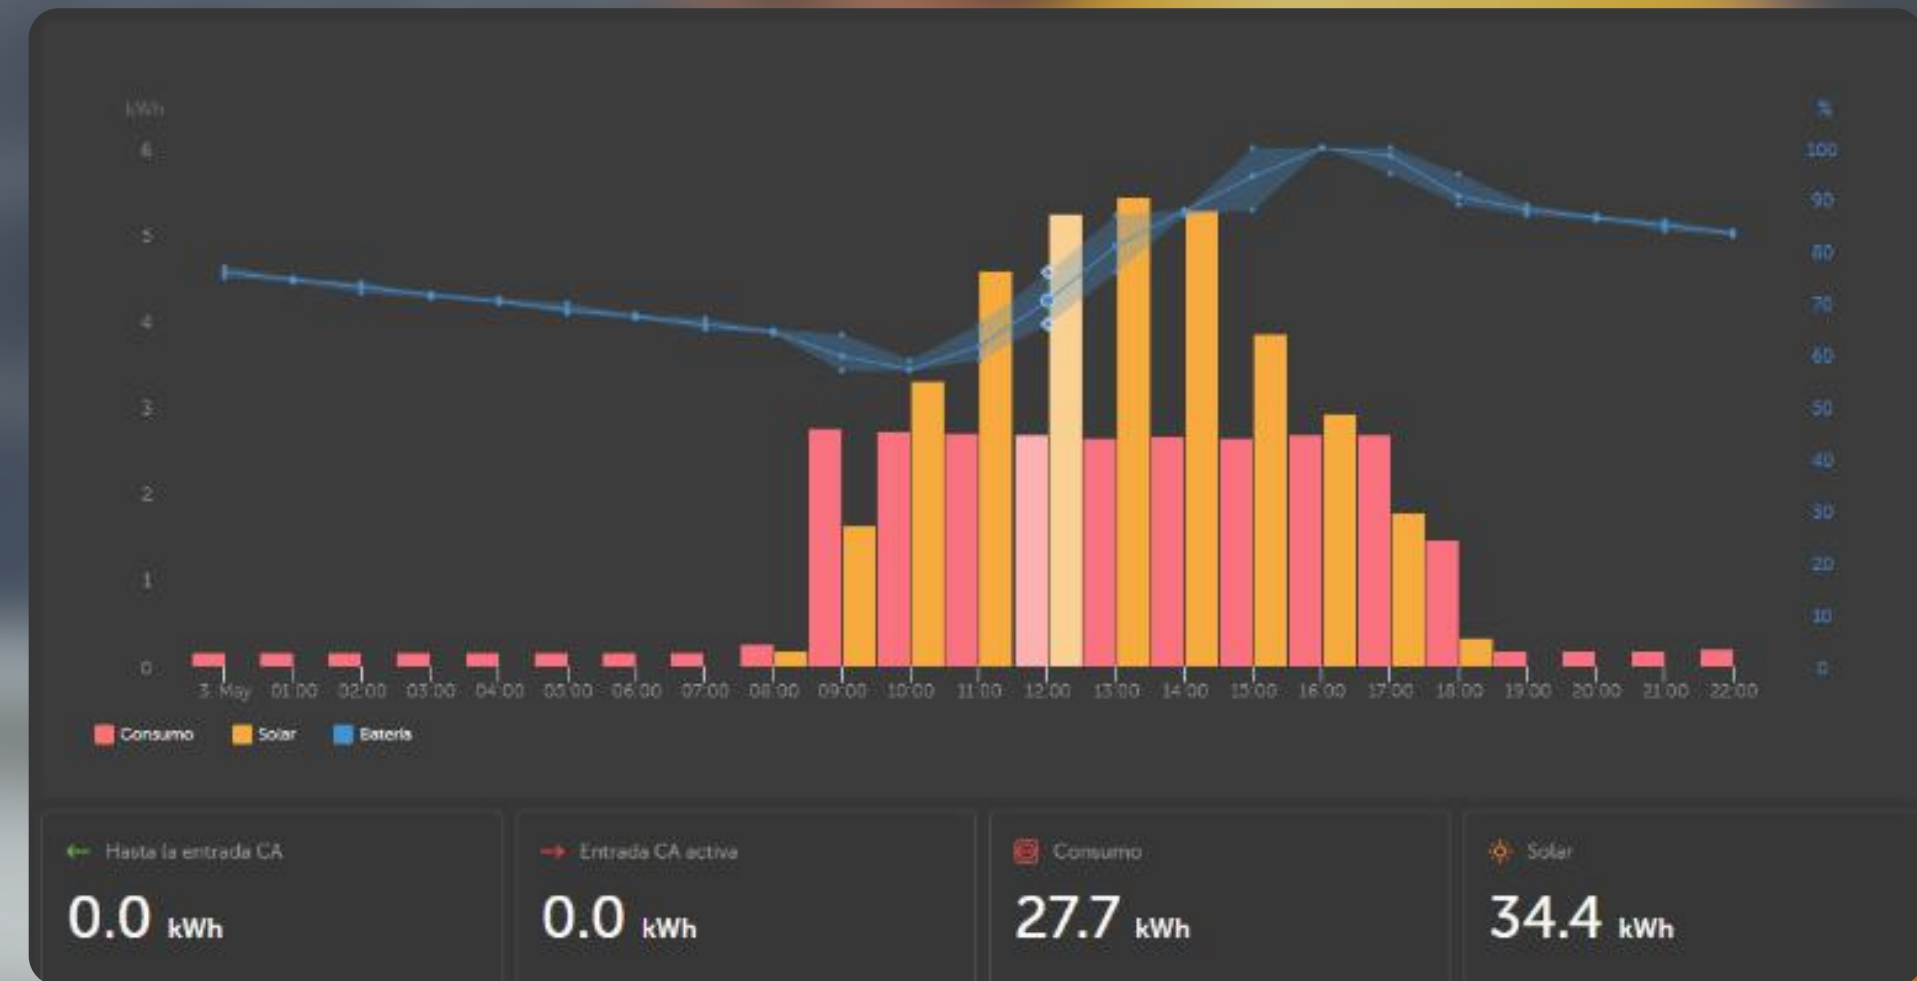 kWh %
6 100
90
5
80
4 70
60
3 50
40
2
30
1 20
10
0 0
3. May 01:00 02:00 03:00 04:00 05:00 06:00 07:00 08:00 09:00 10:00 11:00 12:00 13:00 14:00 15:00 16:00 17:00 18:00 19:00 20:00 21:00 22:00
Consumo Solar Batería
Hasta la entrada CA Entrada CA activa Consumo Solar
0.0 kWh 0.0 kWh 27.7 kWh 34.4 kWh